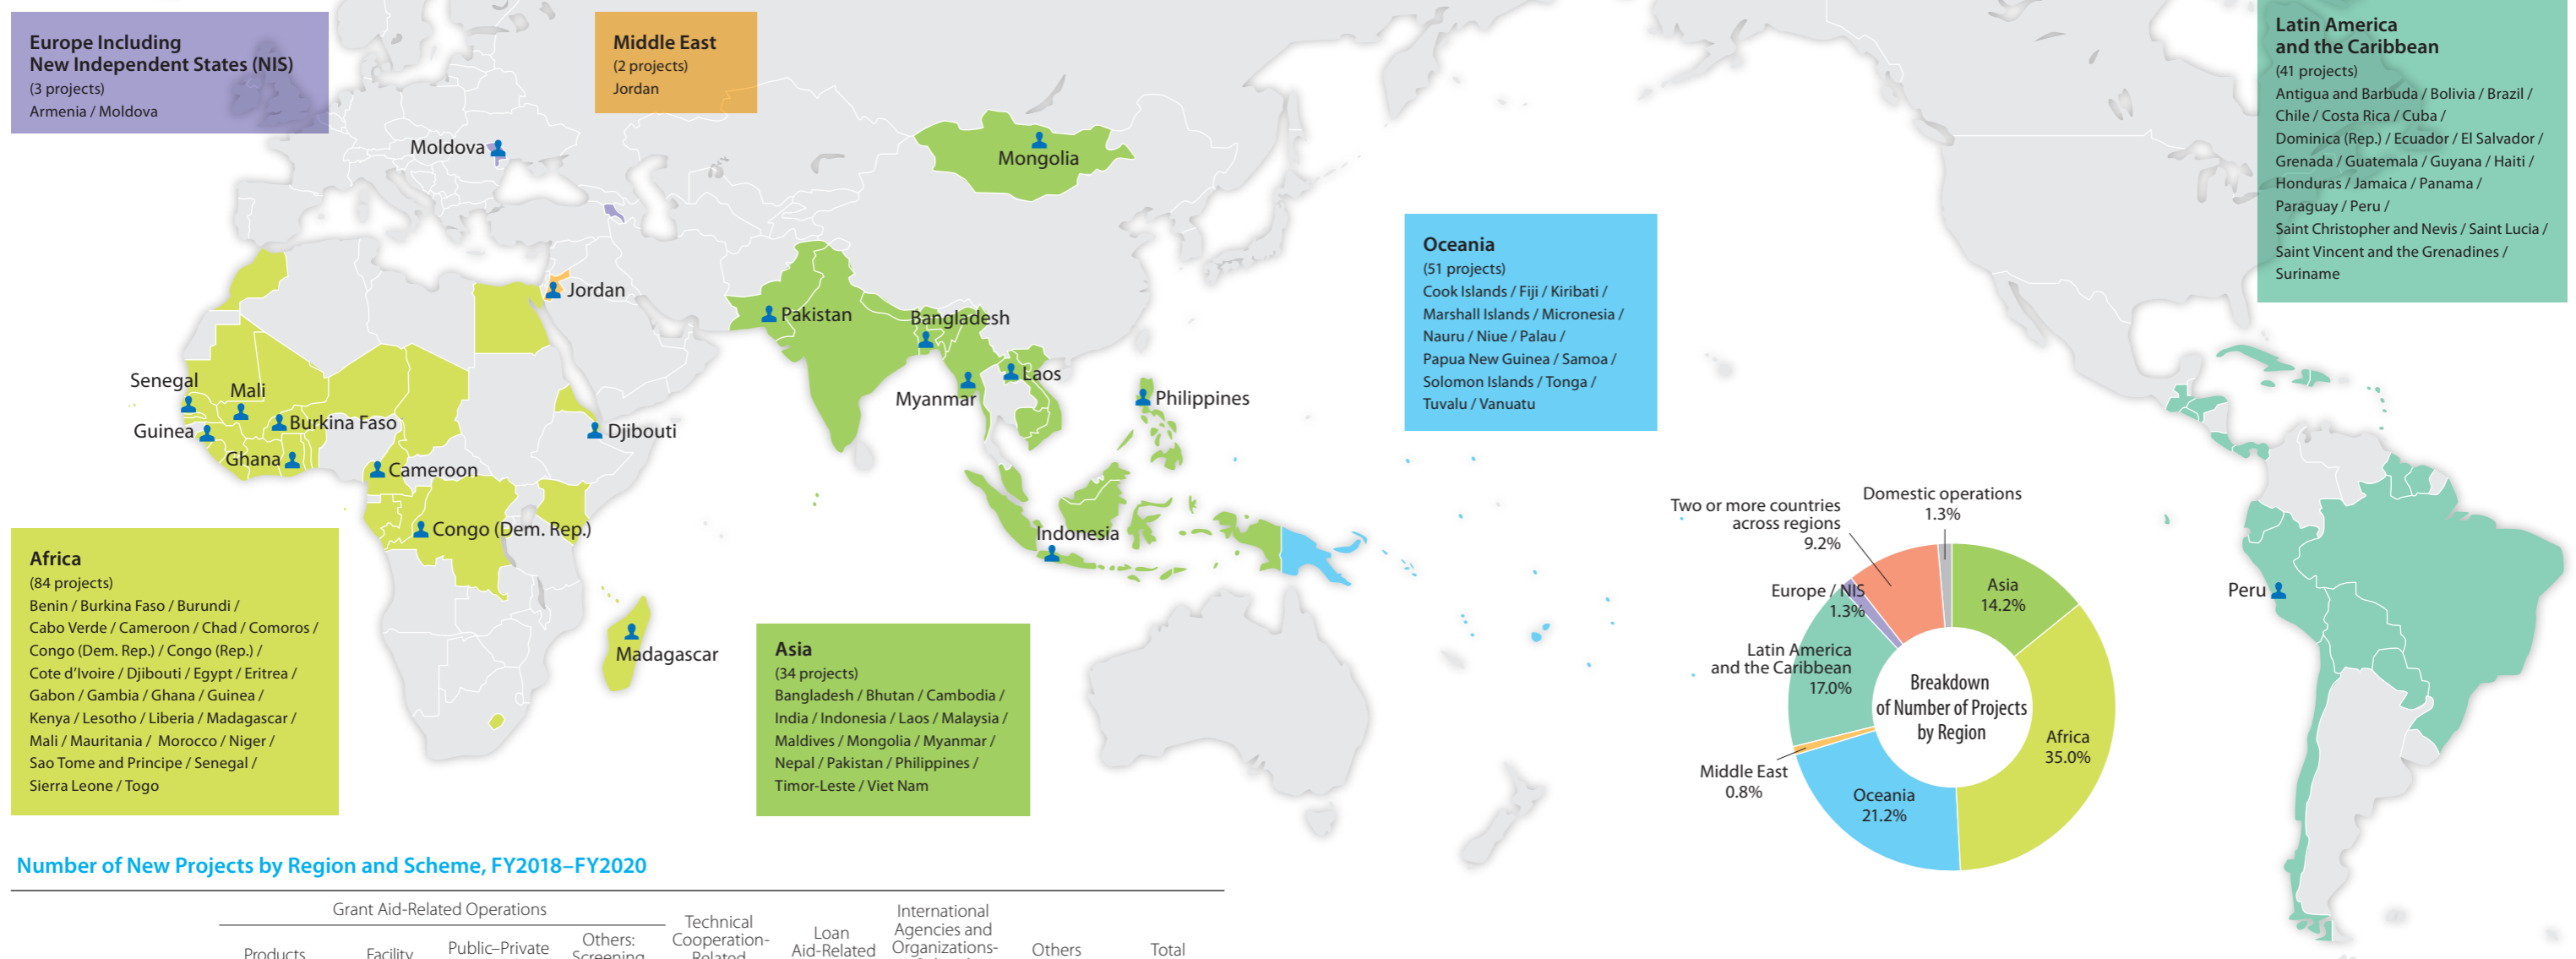 Europe Including
New Independent States (NIS)
(3 projects)
Armenia / Moldova
Middle East
(2 projects)
Jordan
Latin America
and the Caribbean
(41 projects)
Antigua and Barbuda / Bolivia / Brazil /
Chile / Costa Rica / Cuba /
Dominica (Rep.) / Ecuador / El Salvador /
Grenada / Guatemala / Guyana / Haiti /
Honduras / Jamaica / Panama /
Paraguay / Peru /
Saint Christopher and Nevis / Saint Lucia /
Saint Vincent and the Grenadines /
Suriname
Oceania
(51 projects)
Cook Islands / Fiji / Kiribati /
Marshall Islands / Micronesia /
Nauru / Niue / Palau /
Papua New Guinea / Samoa /
Solomon Islands / Tonga /
Tuvalu / Vanuatu
Moldova
Mongolia
Jordan
Pakistan
Bangladesh
Senegal
Mali
Laos
Myanmar
Philippines
Guinea
Burkina Faso
Djibouti
Ghana
Cameroon
Congo (Dem. Rep.)
Indonesia
Madagascar
Peru
Africa
(84 projects)
Benin / Burkina Faso / Burundi /
Cabo Verde / Cameroon / Chad / Comoros /
Congo (Dem. Rep.) / Congo (Rep.) /
Cote d'Ivoire / Djibouti / Egypt / Eritrea /
Gabon / Gambia / Ghana / Guinea /
Kenya / Lesotho / Liberia / Madagascar /
Mali / Mauritania / Morocco / Niger /
Sao Tome and Principe / Senegal /
Sierra Leone / Togo
Asia
(34 projects)
Bangladesh / Bhutan / Cambodia /
India / Indonesia / Laos / Malaysia /
Maldives / Mongolia / Myanmar /
Nepal / Pakistan / Philippines /
Timor-Leste / Viet Nam
Two or more countries
across regions
9.2%
Domestic operations
1.3%
Europe / NIS
1.3%
Asia
14.2%
Latin America
and the Caribbean
17.0%
Breakdown
of Number of Projects
by Region
Africa
35.0%
Middle East
0.8%
Oceania
21.2%
Number of New Projects by Region and Scheme, FY2018–FY2020
Grant Aid-Related Operations
Products
Facility
Public–Private
Others:
Screening
Technical
Cooperation-
Related
Loan
Aid-Related
International
Agencies and
Organizations-
Others
Total